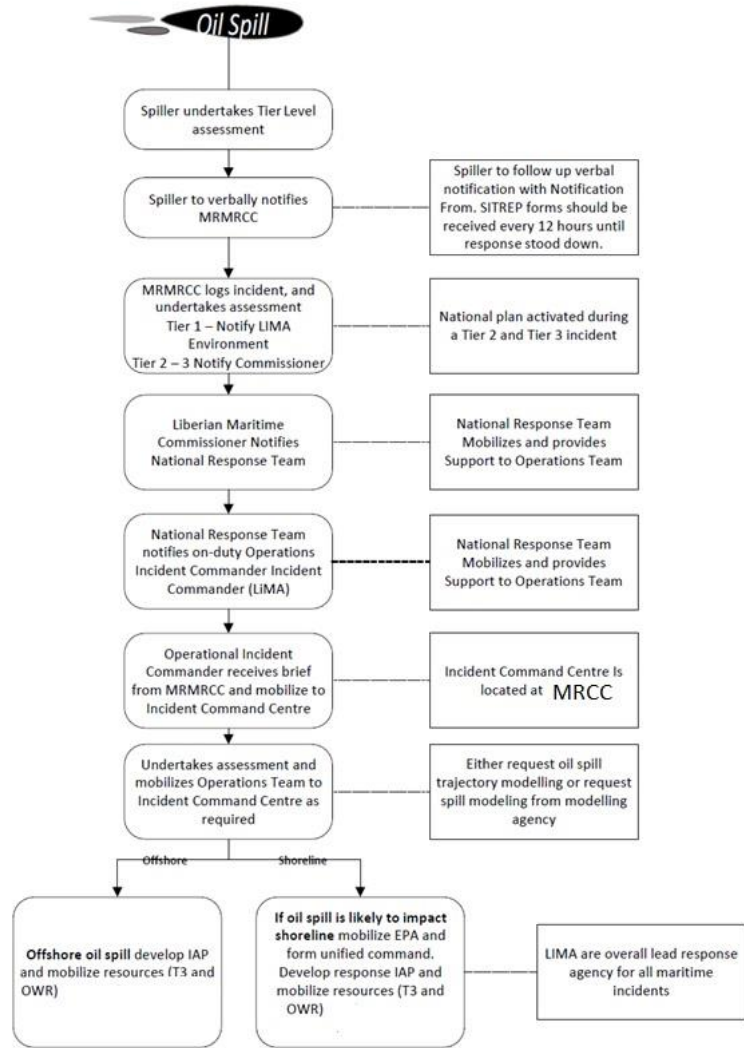 Oil Spill
Spiller undertakes Tier Level
assessment
Spiller to verbally notifies
MRMRCC
Spiller to follow up verbal
notification with Notification
From. SITREP forms should be
received every 12 hours until
response stood down.
MRMRCC logs incident, and
undertakes assessment
Tier 1 – Notify LIMA
Environment
Tier 2 – 3 Notify Commissioner
National plan activated during
a Tier 2 and Tier 3 incident
Liberian Maritime
Commissioner Notifies
National Response Team
National Response Team
Mobilizes and provides
Support to Operations Team
National Response Team
notifies on-duty Operations
Incident Commander Incident
Commander (LiMA)
National Response Team
Mobilizes and provides
Support to Operations Team
Operational Incident
Commander receives brief
from MRMRCC and mobilize to
Incident Command Centre
Incident Command Centre Is
located at MRCC
Undertakes assessment and
mobilizes Operations Team to
Incident Command Centre as
required
Either request oil spill
trajectory modelling or request
spill modeling from modelling
agency
Offshore
Shoreline
Offshore oil spill develop IAP
and mobilize resources (T3 and
OWR)
If oil spill is likely to impact
shoreline mobilize EPA and
form unified command.
Develop response IAP and
mobilize resources (T3 and
OWR)
LIMA are overall lead response
agency for all maritime
incidents